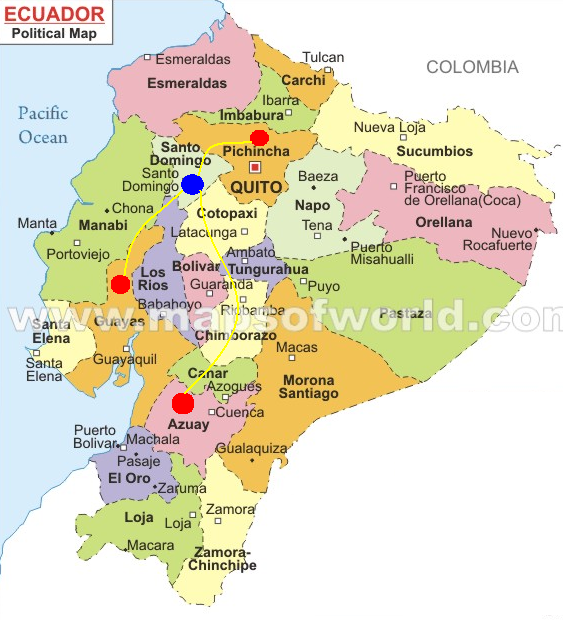 ECUADOR
Political Map
Tulcan
COLOMBIA
Esmeraldas
Esmeraldas
Carchi
Ibarra
Imbabura
Pacific
Ocean
Nueva Loja
Sucumbios
Santo
Domingo
Pichincha
QUITO
Santo
Domingo
Baeza
Puerto
Francisco
de Orellana(Coca)
Napo
Chona
Cotopaxi
Manabi
Manta
Tena
Orellana
Latacunga
Nuevo
Rocafuerte
Portoviejo
Puerto
Misahualli
Ambato
Los
Rios
Bolivar
Tungurahua
Guaranda
Puyo
Babahoyo
Riobamba
www.mapsofworld.com
Pastaza
Santa
Elena
Guayas
Chimborazo
Macas
Guayaquil
Santa
Elena
Canar
Azogues
Morona
Santiago
Cuenca
Azuay
Puerto
Bolivar
Machala
Gualaquiza
Pasaje
El Oro
Zaruma
Loja
Loja
Zamora
Macara
Zamora-
Chinchipe